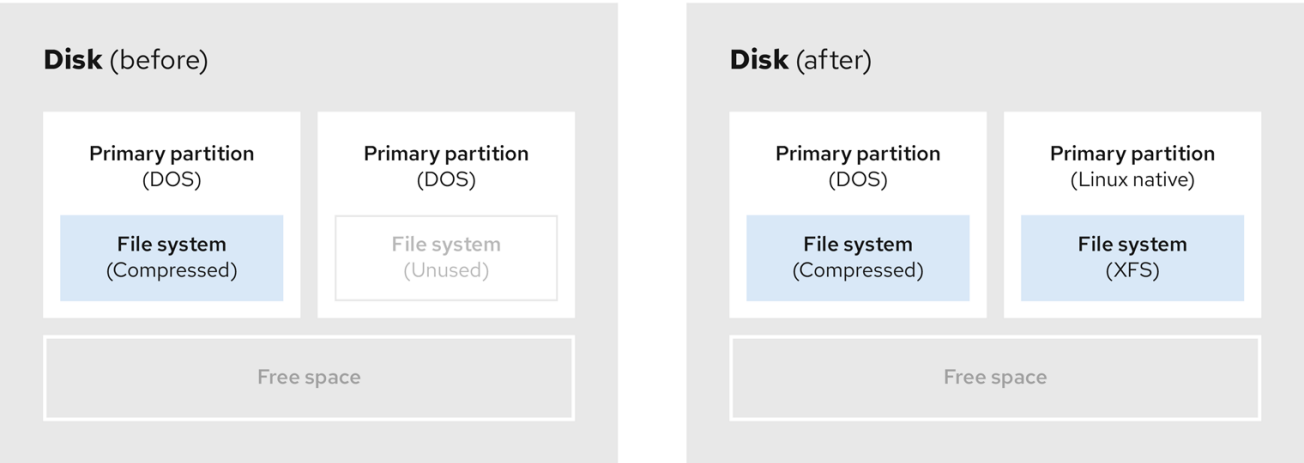 Disk (before)
Primary partition
(DOS)
File system
(Compressed)
Primary partition
(DOS)
File system
(Unused)
Free space
Disk (after)
Primary partition
(DOS)
File system
(Compressed)
Primary partition
(Linux native)
File system
(XFS)
Free space